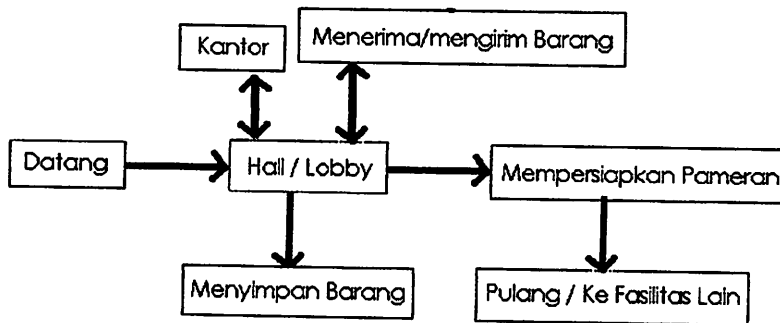 Kantor
Menerima/mengirim Barang
Datang
Hall / Lobby
Mempersiapkan Pameran
Menyimpan Barang
Pulang / Ke Fasilitas Lain